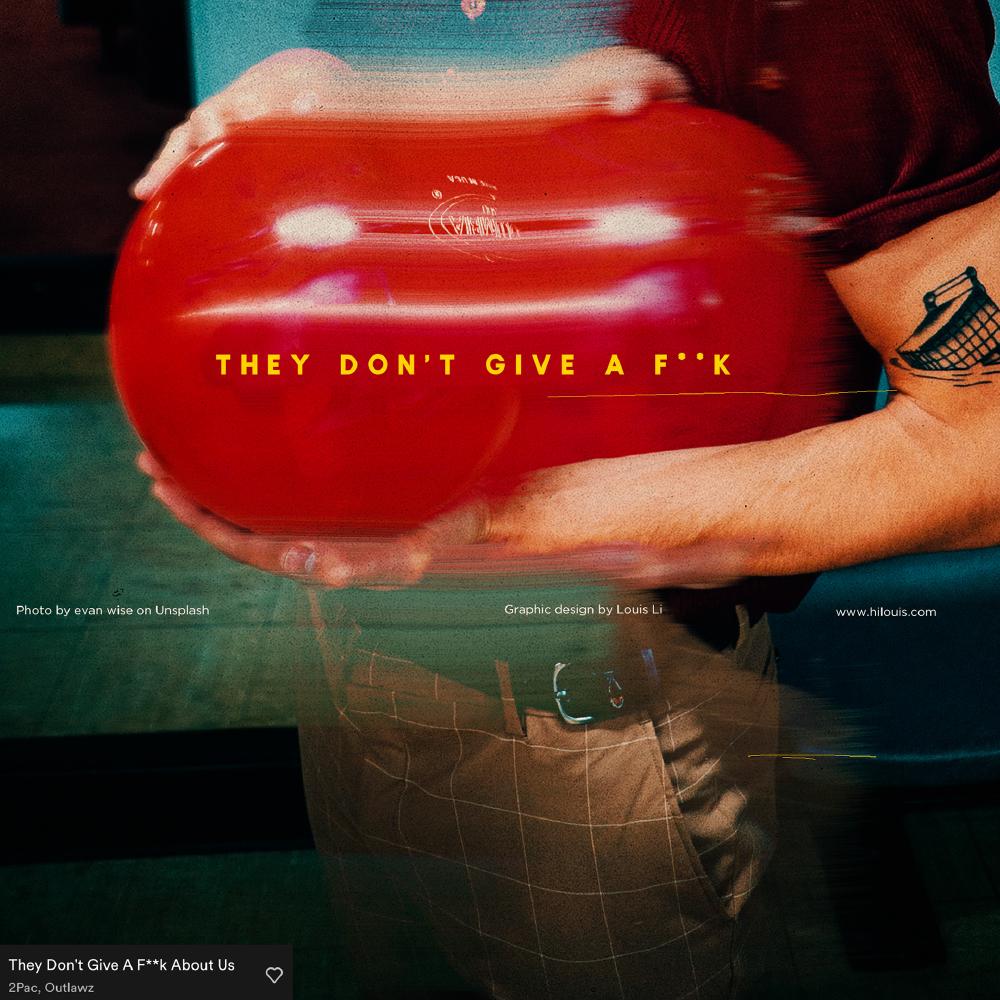 THEY DON'T GIVE A F**K
Photo by evan wise on Unsplash
Graphic design by Louis Li
www.hilouis.com
They Don't Give A F**K About Us
2Pac, Outlawz